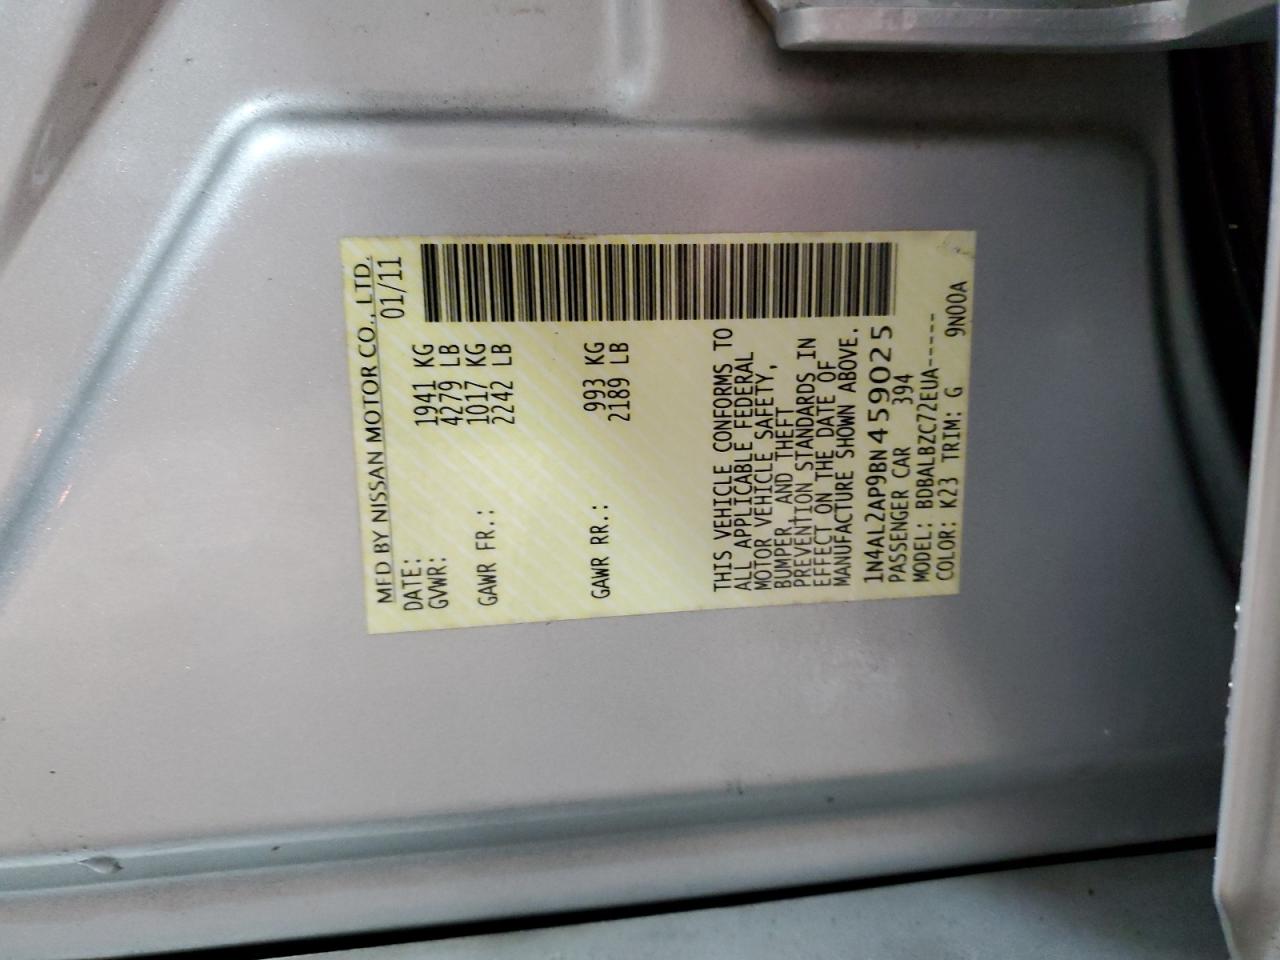 MFD BY NISSAN MOTOR CO., LTD.
DATE: 01/11
GVWR: 1941 KG
4279 LB
GAWR FR.: 1017 KG
2242 LB
GAWR RR.: 993 KG
2189 LB
THIS VEHICLE CONFORMS TO
ALL APPLICABLE FEDERAL
MOTOR VEHICLE SAFETY,
BUMPER, AND THEFT
PREVENTION STANDARDS IN
EFFECT ON THE DATE OF
MANUFACTURE SHOWN ABOVE.
1N4AL2AP9BN459025
PASSENGER CAR 394
MODEL: BDBALBZC72EUA-----
COLOR: K23 TRIM: G 9N00A